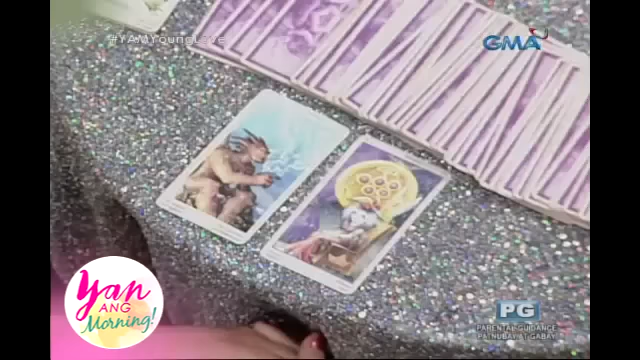 #YAMYoungLove
GMA
Yan
ANG
Morning!
PG
PARENTAL GUIDANCE
PATNUBAY AT GABAY